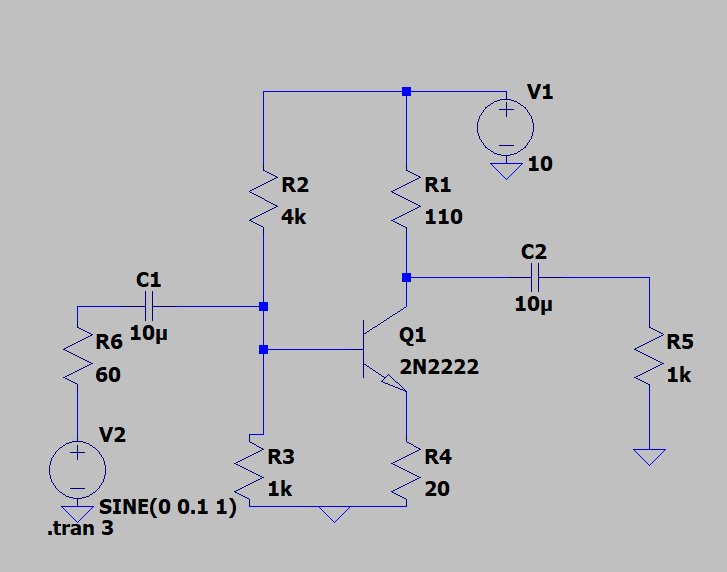 V1
10
R2
4k
R1
110
C1
10µ
C2
10µ
R6
60
Q1
2N2222
R5
1k
V2
SINE(0 0.1 1)
.tran 3
R3
1k
R4
20